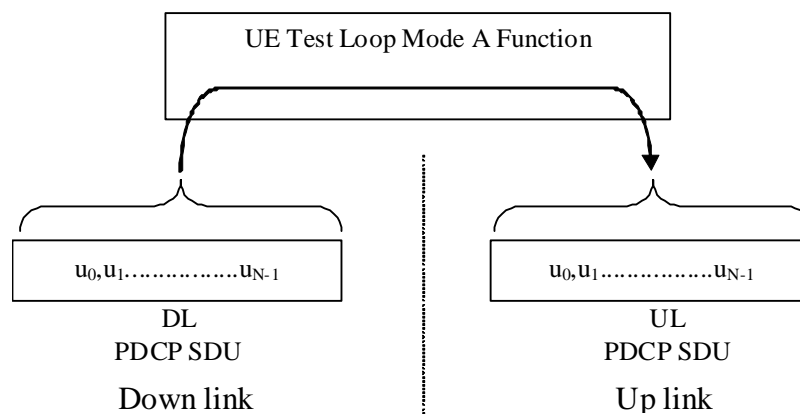 UE Test Loop Mode A Function
u0,u1……………..uN-1
u0,u1……………..uN-1
DL
UL
PDCP SDU
PDCP SDU
Down link
Up link